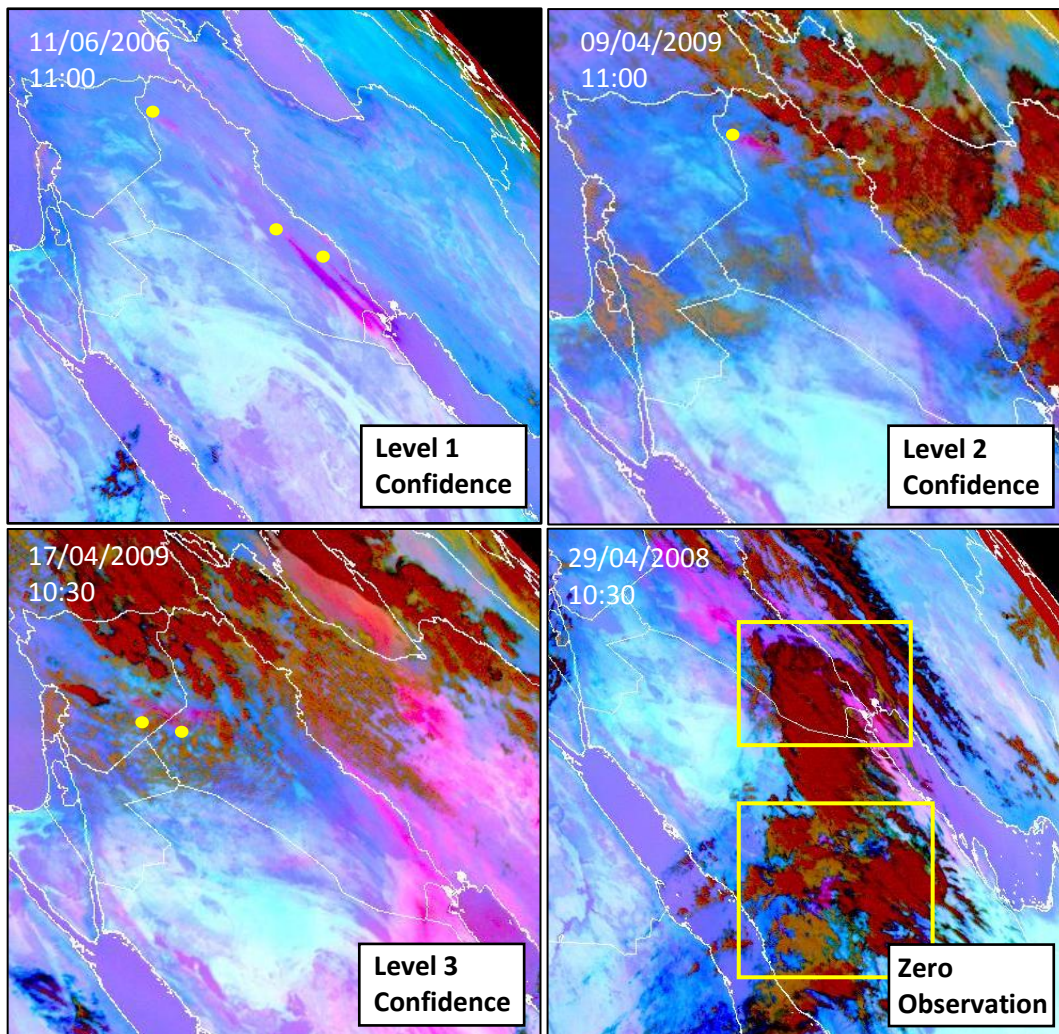 11/06/2006
11:00
Level 1
Confidence
09/04/2009
11:00
Level 2
Confidence
17/04/2009
10:30
Level 3
Confidence
29/04/2008
10:30
Zero
Observation